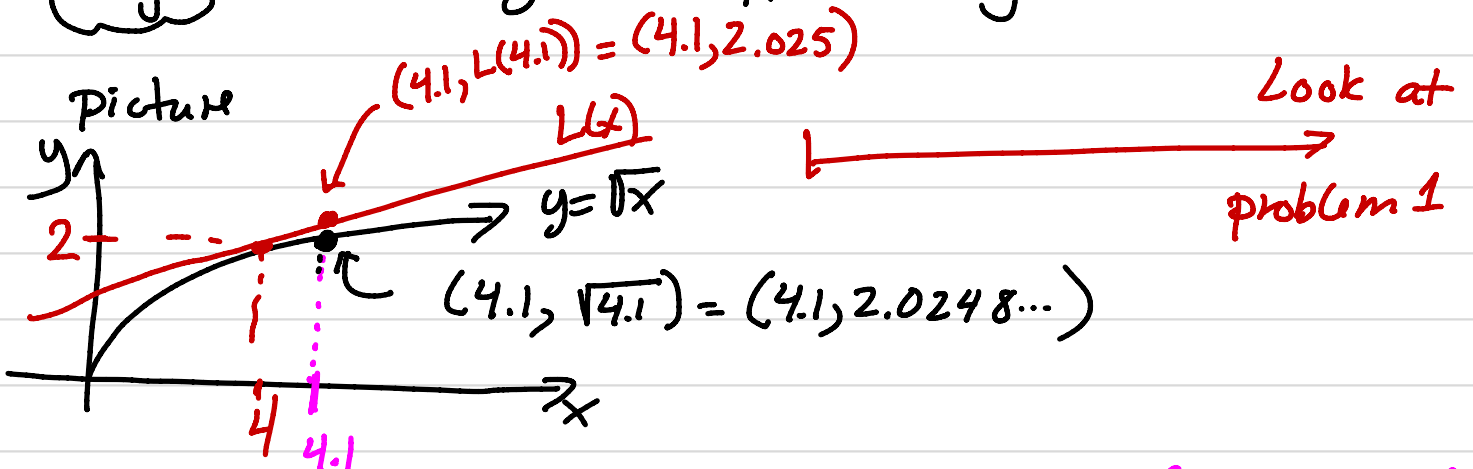 (4.1, L(4.1)) = (4.1, 2.025)
Look at
picture
L(x)
y
y=√x
problem 1
2
(4.1, √4.1) = (4.1, 2.0248...)
x
4
4.1